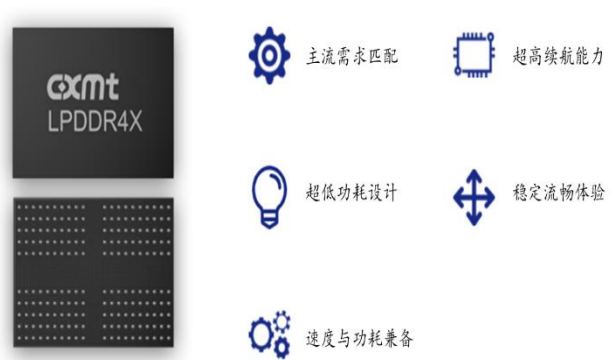 cxmt
LPDDR4X
主流需求匹配
超高续航能力
超低功耗设计
稳定流畅体验
速度与功耗兼备